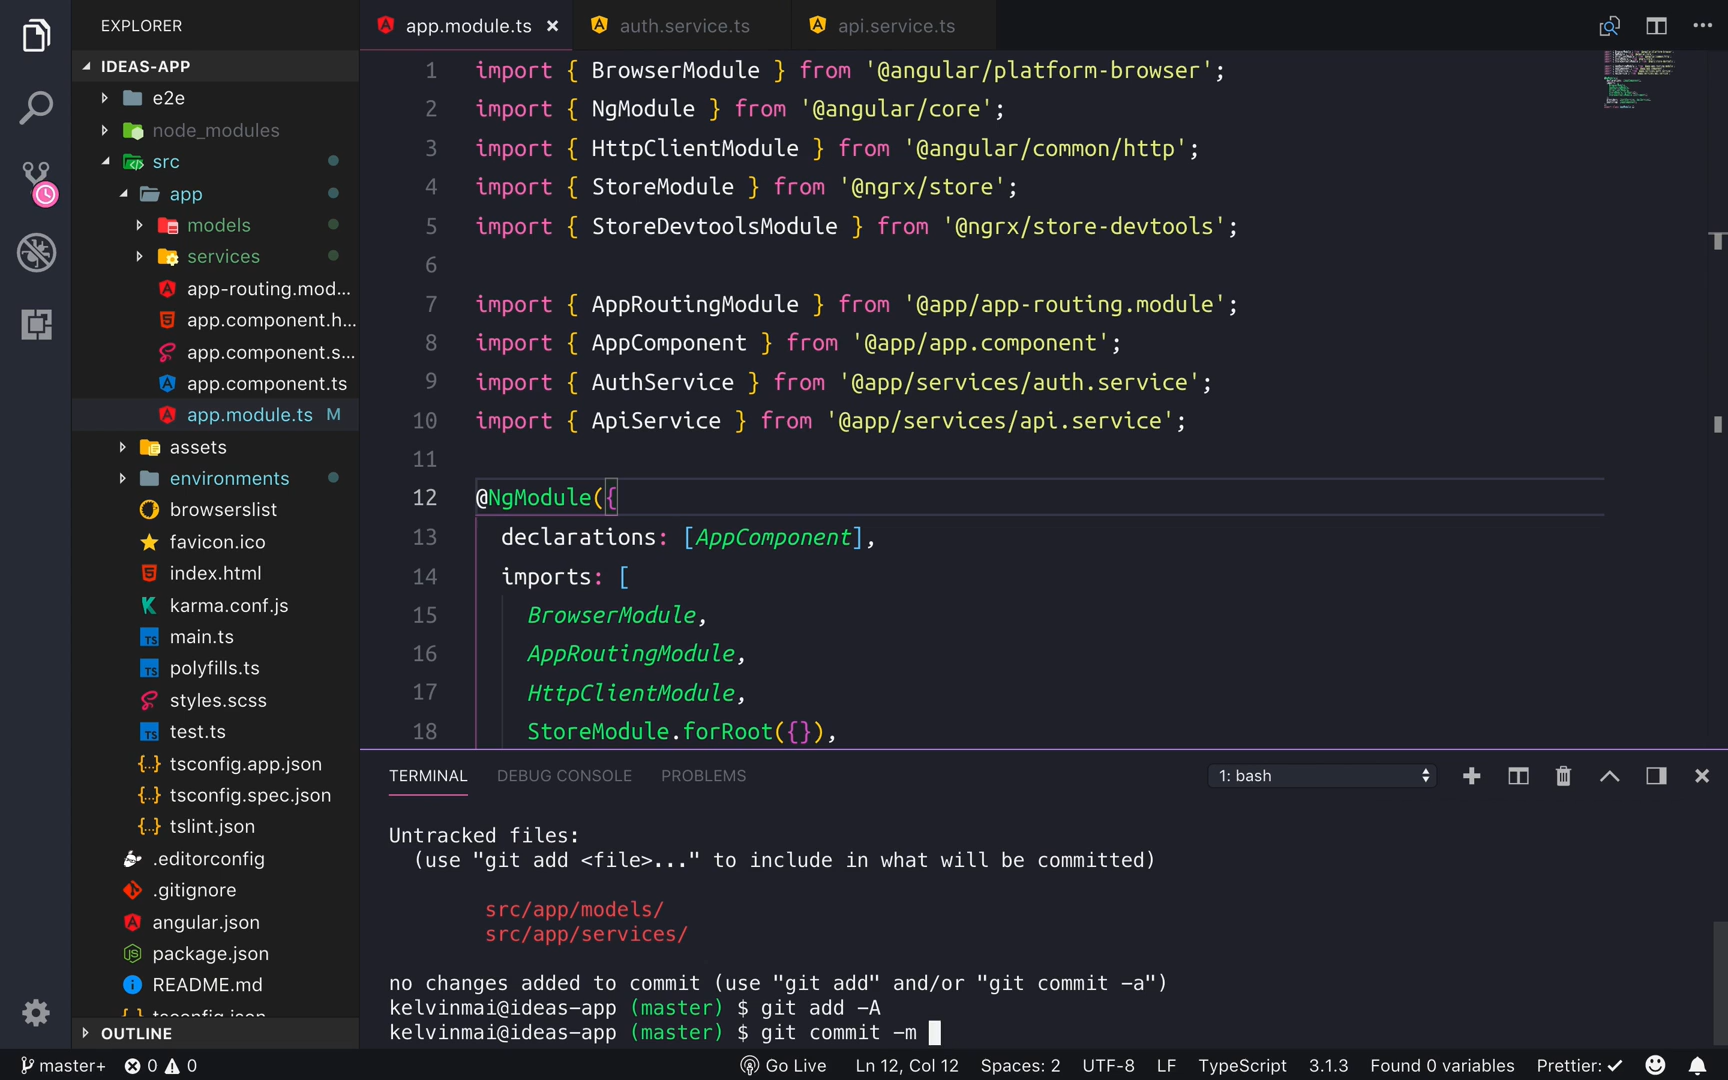 EXPLORER
IDEAS-APP
e2e
node_modules
src
app
models
services
app-routing.mod...
app.component.h...
app.component.s...
app.component.ts
app.module.ts M
assets
environments
browserslist
favicon.ico
index.html
karma.conf.js
main.ts
polyfills.ts
styles.scss
test.ts
tsconfig.app.json
tsconfig.spec.json
tslint.json
.editorconfig
.gitignore
angular.json
package.json
README.md
tsconfig.json
OUTLINE
app.module.ts
auth.service.ts
api.service.ts
1 import { BrowserModule } from '@angular/platform-browser';
2 import { NgModule } from '@angular/core';
3 import { HttpClientModule } from '@angular/common/http';
4 import { StoreModule } from '@ngrx/store';
5 import { StoreDevtoolsModule } from '@ngrx/store-devtools';
6
7 import { AppRoutingModule } from '@app/app-routing.module';
8 import { AppComponent } from '@app/app.component';
9 import { AuthService } from '@app/services/auth.service';
10 import { ApiService } from '@app/services/api.service';
11
12 @NgModule({
13 declarations: [AppComponent],
14 imports: [
15 BrowserModule,
16 AppRoutingModule,
17 HttpClientModule,
18 StoreModule.forRoot({}),
TERMINAL DEBUG CONSOLE PROBLEMS 1: bash
Untracked files:
(use "git add <file>..." to include in what will be committed)
src/app/models/
src/app/services/
no changes added to commit (use "git add" and/or "git commit -a")
kelvinmai@ideas-app (master) $ git add -A
kelvinmai@ideas-app (master) $ git commit -m
master+ 0 0 Go Live Ln 12, Col 12 Spaces: 2 UTF-8 LF TypeScript 3.1.3 Found 0 variables Prettier: ✓